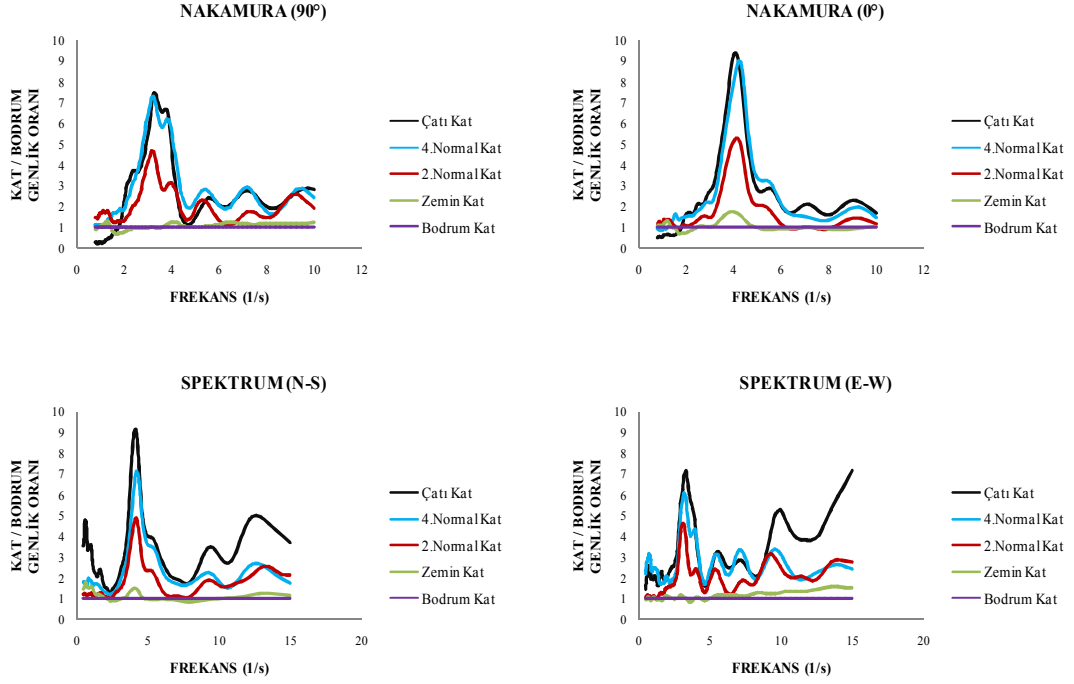 NAKAMURA (90°)
KAT / BODRUM
GENLİK ORANI
10
9
8
7
6
5
4
3
2
1
0
0 2 4 6 8 10 12
FREKANS (1/s)
Çatı Kat
4.Normal Kat
2.Normal Kat
Zemin Kat
Bodrum Kat
NAKAMURA (0°)
KAT / BODRUM
GENLİK ORANI
10
9
8
7
6
5
4
3
2
1
0
0 2 4 6 8 10 12
FREKANS (1/s)
Çatı Kat
4.Normal Kat
2.Normal Kat
Zemin Kat
Bodrum Kat
SPEKTRUM (N-S)
KAT / BODRUM
GENLİK ORANI
10
9
8
7
6
5
4
3
2
1
0
0 5 10 15 20
FREKANS (1/s)
Çatı Kat
4.Normal Kat
2.Normal Kat
Zemin Kat
Bodrum Kat
SPEKTRUM (E-W)
KAT / BODRUM
GENLİK ORANI
10
9
8
7
6
5
4
3
2
1
0
0 5 10 15 20
FREKANS (1/s)
Çatı Kat
4.Normal Kat
2.Normal Kat
Zemin Kat
Bodrum Kat